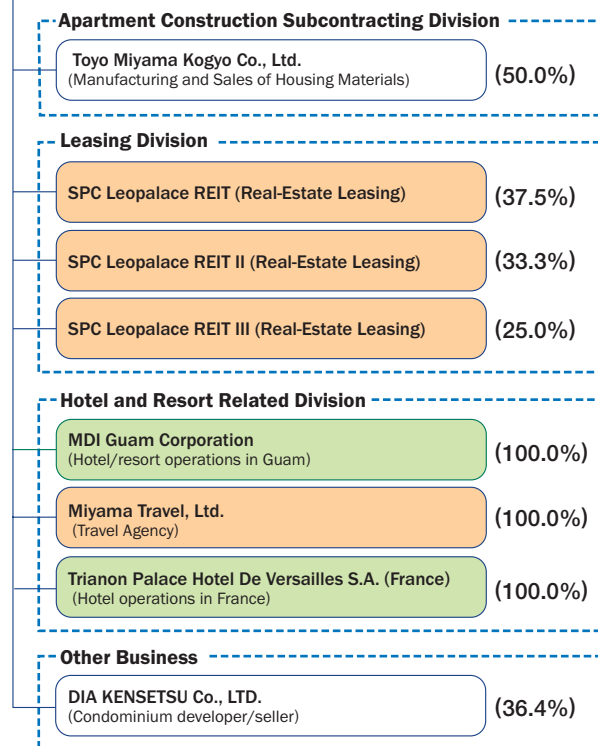 Apartment Construction Subcontracting Division
Toyo Miyama Kogyo Co., Ltd.
(Manufacturing and Sales of Housing Materials)
(50.0%)
Leasing Division
SPC Leopalace REIT (Real-Estate Leasing)
(37.5%)
SPC Leopalace REIT II (Real-Estate Leasing)
(33.3%)
SPC Leopalace REIT III (Real-Estate Leasing)
(25.0%)
Hotel and Resort Related Division
MDI Guam Corporation
(Hotel/resort operations in Guam)
(100.0%)
Miyama Travel, Ltd.
(Travel Agency)
(100.0%)
Trianon Palace Hotel De Versailles S.A. (France)
(Hotel operations in France)
(100.0%)
Other Business
DIA KENSETSU Co., LTD.
(Condominium developer/seller)
(36.4%)